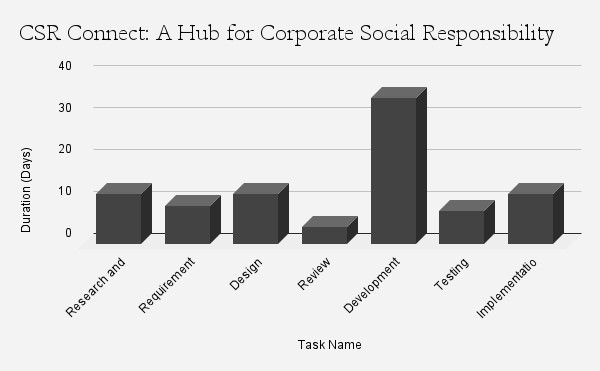 CSR Connect: A Hub for Corporate Social Responsibility
40
30
20
10
0
Duration (Days)
Research and
Requirement
Design
Review
Development
Testing
Implementatio
Task Name